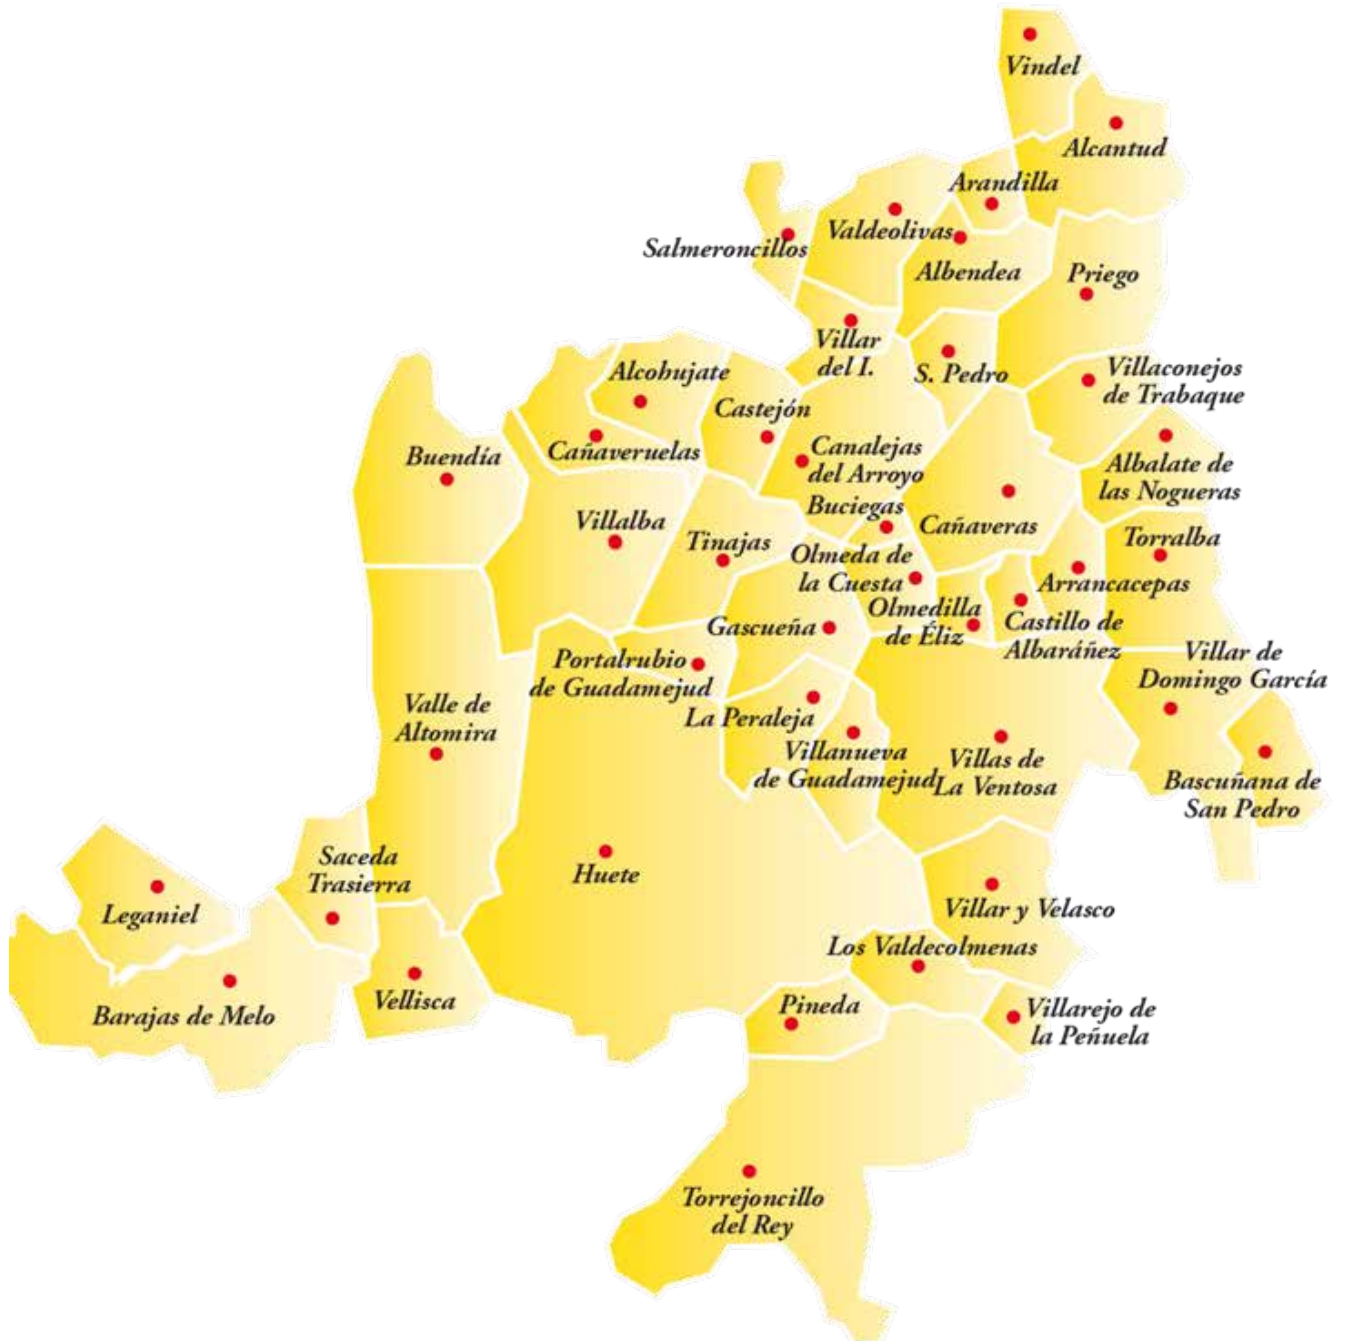 Vindel
Alcantud
Arandilla
Valdeolivas
Salmeroncillos
Albendea
Priego
Villar
del I.
S. Pedro
Villaconejos
de Trabaque
Alcohujate
Castejón
Cañaveruelas
Buendía
Canalejas
del Arroyo
Albalate de
las Nogueras
Buciegas
Cañaveras
Villalba
Tinajas
Torralba
Olmeda de
la Cuesta
Arrancacepas
Olmedilla
de Éliz
Castillo de
Albaráñez
Gascueña
Villar de
Domingo García
Portalrubio
de Guadamejud
Valle de
Altomira
La Peraleja
Villanueva
de Guadamejud
Villas de
La Ventosa
Bascuñana de
San Pedro
Saceda
Trasierra
Huete
Leganiel
Villar y Velasco
Los Valdecolmenas
Vellisca
Barajas de Melo
Pineda
Villarejo de
la Peñuela
Torrejoncillo
del Rey